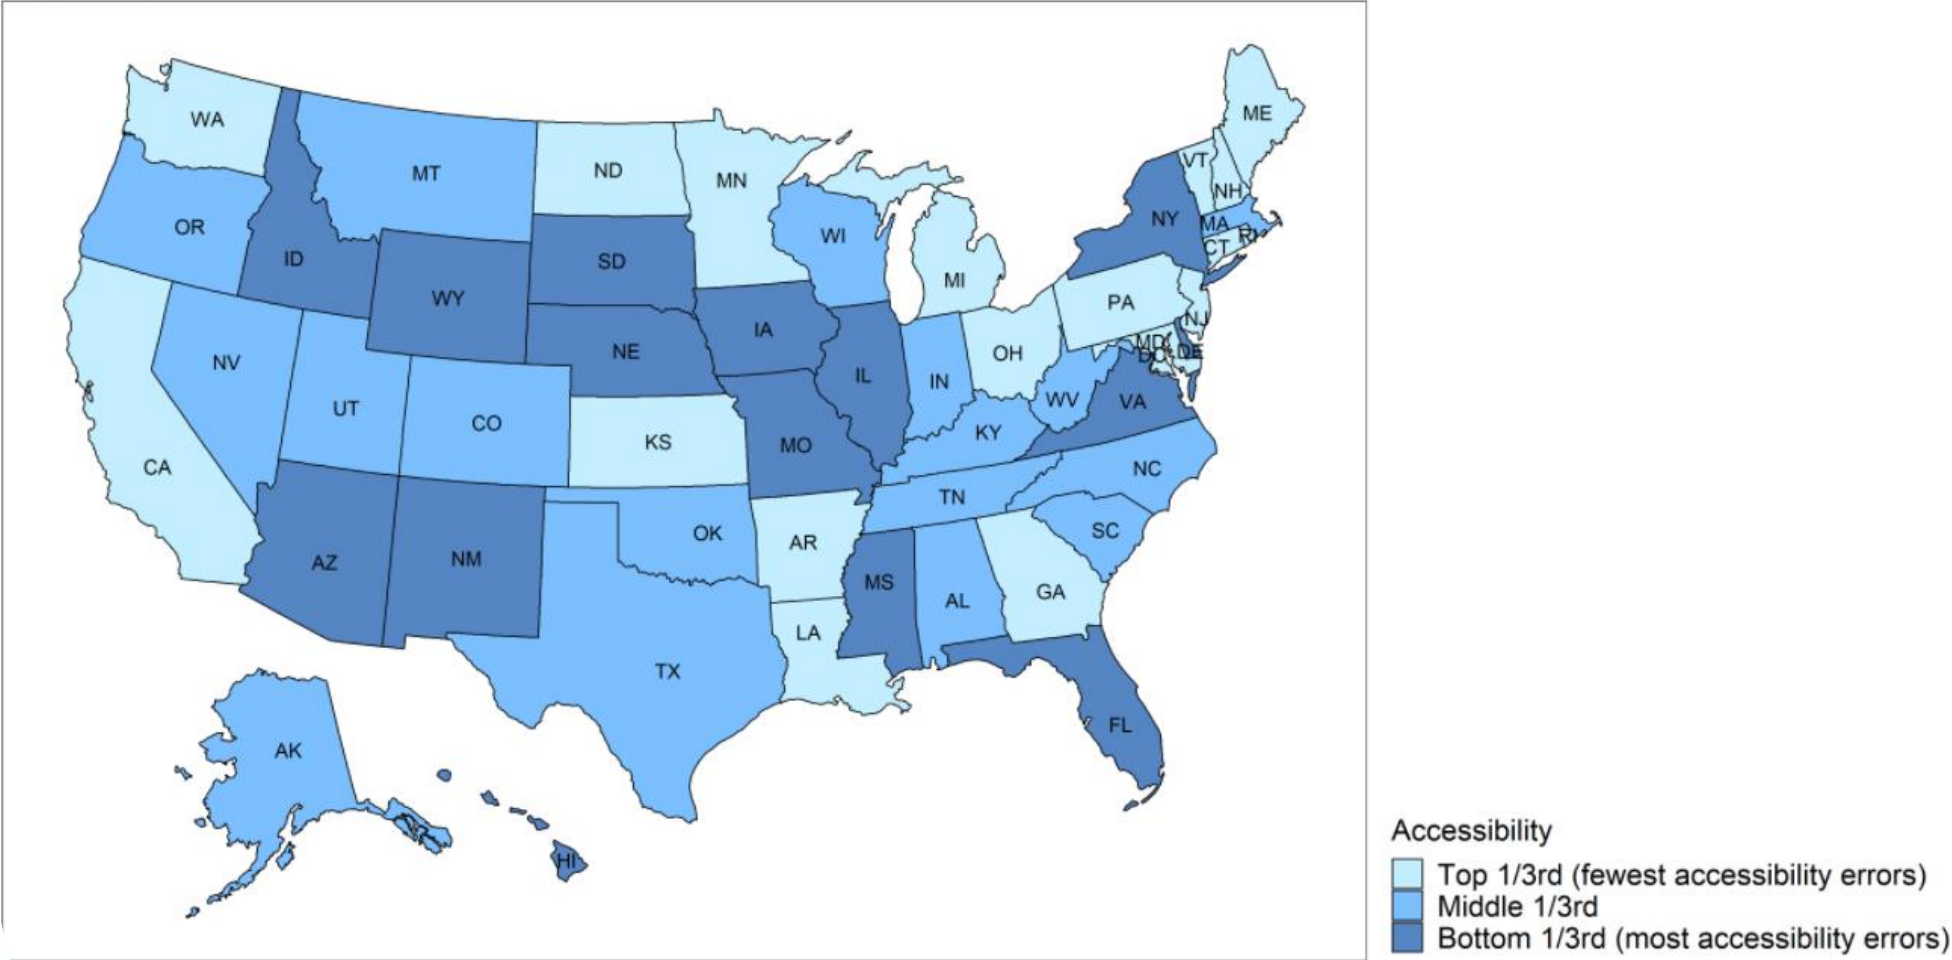 ME
WA
VT
ND
MT
MN
NH
NY
MA
OR
WI
RI
CT
ID
SD
MI
WY
PA
NJ
IA
MD
NE
OH
DC
DE
NV
IL
IN
UT
WV
VA
CO
KY
KS
MO
CA
NC
TN
SC
OK
AR
AZ
NM
MS
GA
AL
LA
TX
FL
AK
HI
Accessibility
Top 1/3rd (fewest accessibility errors)
Middle 1/3rd
Bottom 1/3rd (most accessibility errors)